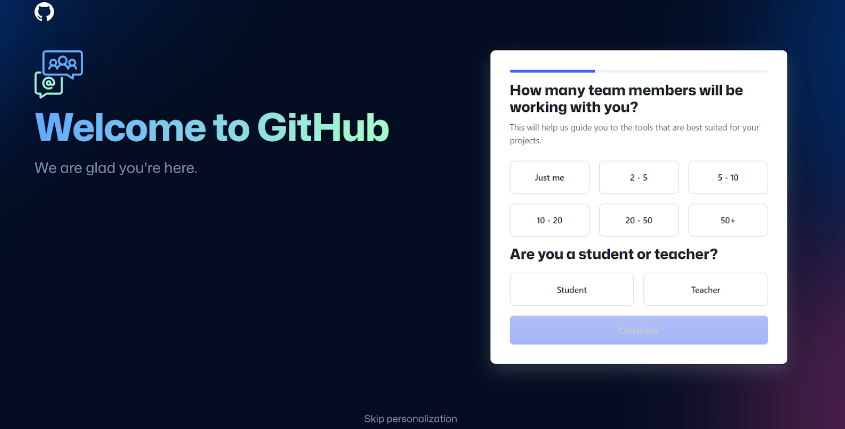 Welcome to GitHub
We are glad you're here.
How many team members will be
working with you?
This will help us guide you to the tools that are best suited for your
projects.
Just me
2 - 5
5 - 10
10 - 20
20 - 50
50+
Are you a student or teacher?
Student
Teacher
Continue
Skip personalization